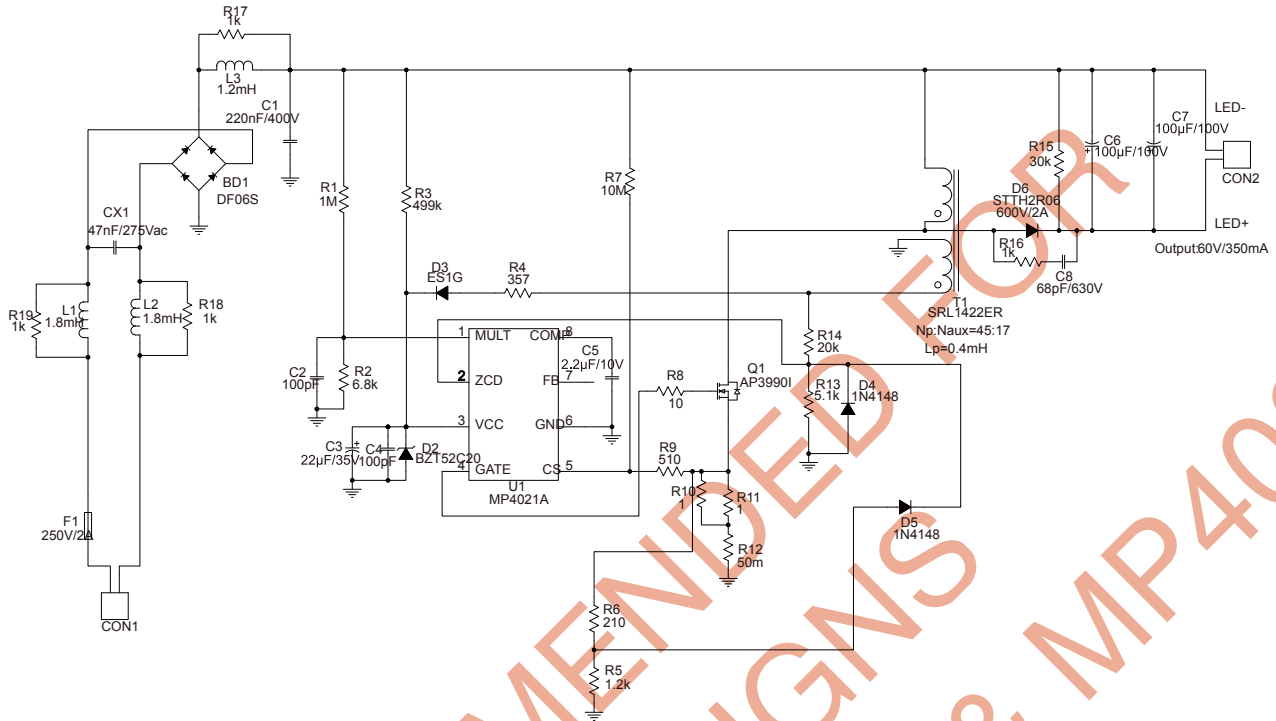 R17
1k
L3
1.2mH
C1
220nF/400V
BD1
DF06S
CX1
47nF/275Vac
R19
1k
L1
1.8mH
L2
1.8mH
R18
1k
F1
250V/2A
CON1
R1
1M
R3
499k
R7
10M
D3
ES1G
R4
357
C2
100pF
R2
6.8k
C3
+
22µF/35V
C4
100pF
D2
BZT52C20
1
MULT
2
ZCD
3
VCC
4
GATE
COMP
8
FB
7
GND
6
CS
5
U1
MP4021A
C5
2.2µF/10V
R8
10
Q1
AP3990I
R9
510
R10
1
R11
1
R12
50m
R6
210
R5
1.2k
R14
20k
R13
5.1k
D4
1N4148
D5
1N4148
T1
SRL1422ER
Np:Naux=45:17
Lp=0.4mH
D6
STTH2R06
600V/2A
R16
1k
C8
68pF/630V
R15
30k
C6
+
100µF/100V
C7
+
100µF/100V
LED-
CON2
LED+
Output:60V/350mA
MENDED FOR
IGNS
& MP40